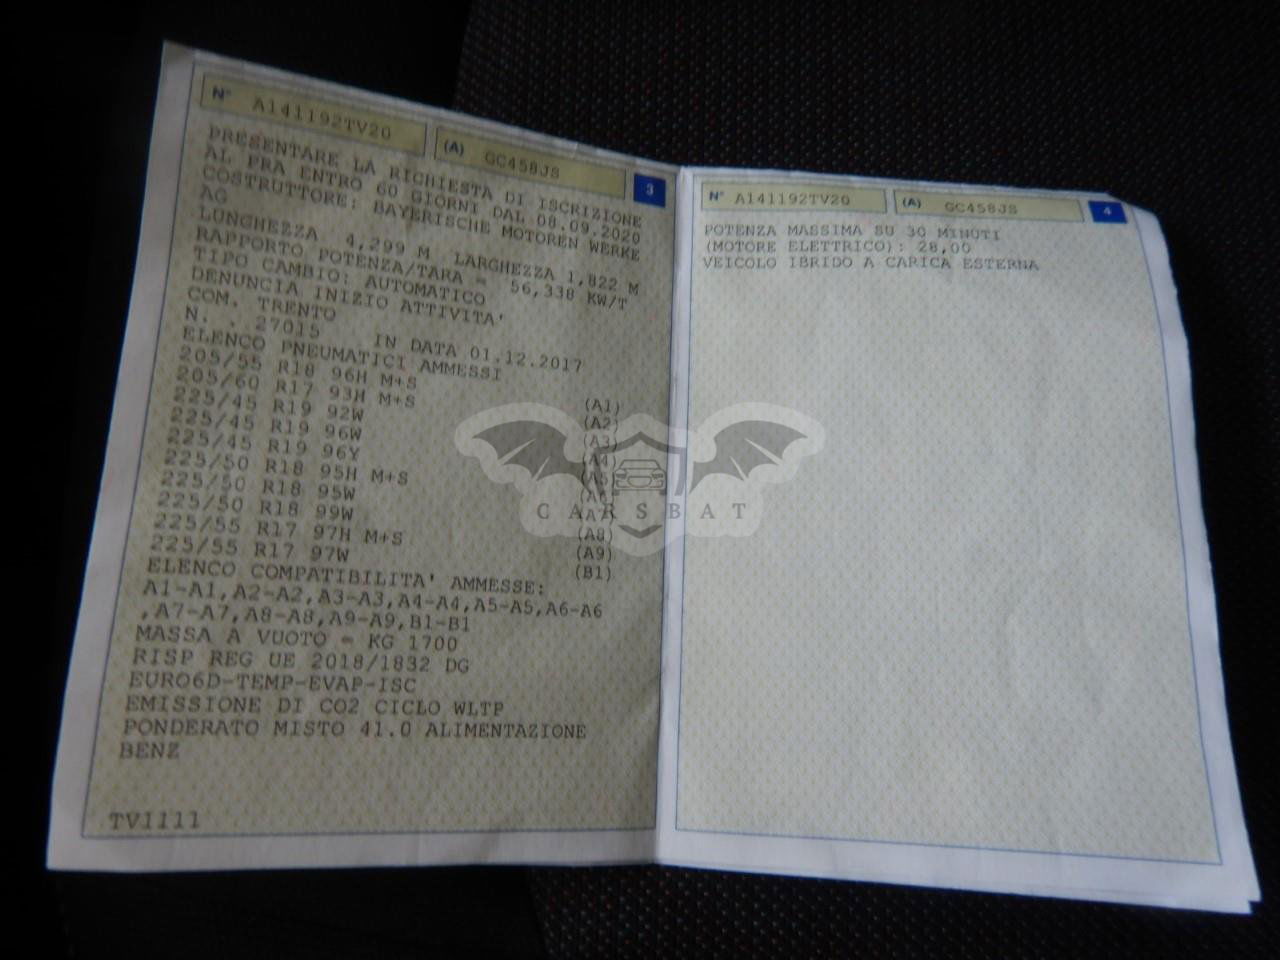 N° A141192TV20 (A) GC458JS 3
PRESENTARE LA RICHIESTA DI ISCRIZIONE
AL PRA ENTRO 60 GIORNI DAL 08.09.2020
COSTRUTTORE: BAYERISCHE MOTOREN WERKE
AG
LUNGHEZZA 4,299 M LARGHEZZA 1,822 M
RAPPORTO POTENZA/TARA = 56,338 KW/T
TIPO CAMBIO: AUTOMATICO
DENUNCIA INIZIO ATTIVITA'
COM. TRENTO
N. . 27015 IN DATA 01.12.2017
ELENCO PNEUMATICI AMMESSI
205/55 R18 96H M+S (A1)
205/60 R17 93H M+S (A2)
225/45 R19 92W (A3)
225/45 R19 96W (A4)
225/45 R19 96Y (A5)
225/50 R18 95H M+S (A6)
225/50 R18 95W (A7)
225/50 R18 99W (A8)
225/55 R17 97H M+S (A9)
225/55 R17 97W (B1)
ELENCO COMPATIBILITA' AMMESSE:
A1-A1,A2-A2,A3-A3,A4-A4,A5-A5,A6-A6
,A7-A7,A8-A8,A9-A9,B1-B1
MASSA A VUOTO = KG 1700
RISP REG UE 2018/1832 DG
EURO6D-TEMP-EVAP-ISC
EMISSIONE DI CO2 CICLO WLTP
PONDERATO MISTO 41.0 ALIMENTAZIONE
BENZ
TV1111
N° A141192TV20 (A) GC458JS 4
POTENZA MASSIMA SU 30 MINUTI
(MOTORE ELETTRICO): 28,00
VEICOLO IBRIDO A CARICA ESTERNA
CARSBAT